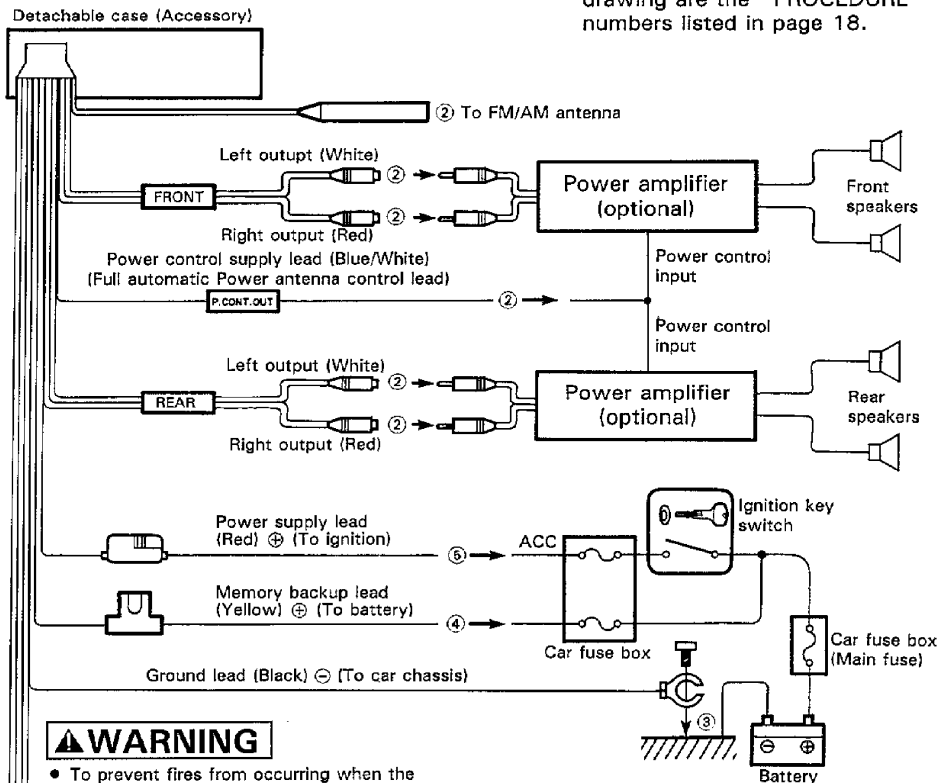 drawing are the "PROCEDURE"
numbers listed in page 18.
Detachable case (Accessory)
② To FM/AM antenna
Left outupt (White)
②
FRONT
②
Right output (Red)
Power amplifier
(optional)
Front
speakers
Power control supply lead (Blue/White)
(Full automatic Power antenna control lead)
P.CONT.OUT
②
Power control
input
Power control
input
Left output (White)
②
REAR
②
Right output (Red)
Power amplifier
(optional)
Rear
speakers
Power supply lead
(Red) ⊕ (To ignition)
⑤
ACC
Ignition key
switch
Memory backup lead
(Yellow) ⊕ (To battery)
④
Car fuse box
Car fuse box
(Main fuse)
Ground lead (Black) ⊖ (To car chassis)
③
⊖ ⊕
Battery
WARNING
• To prevent fires from occurring when the